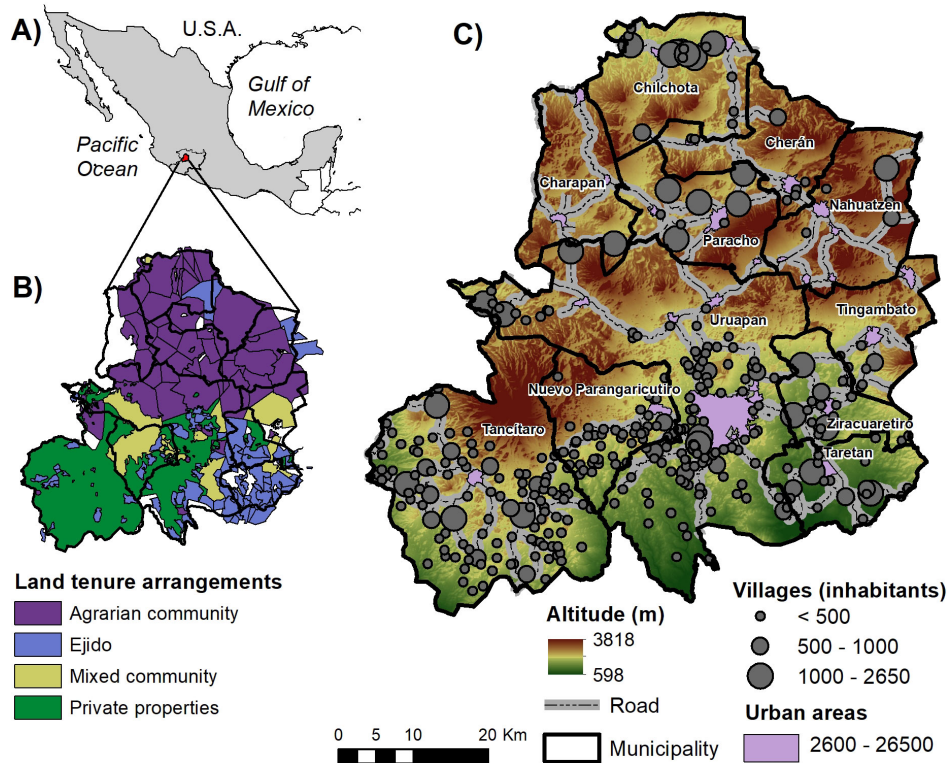 A)
U.S.A.
Gulf of
Mexico
Pacific
Ocean
B)
Land tenure arrangements
Agrarian community
Ejido
Mixed community
Private properties
C)
Chilchota
Cherán
Charapan
Nahuatzen
Paracho
Uruapan
Tingambato
Nuevo Parangaricutiro
Tancítaro
Ziracuaretiro
Taretan
Altitude (m)
3818
598
Road
Municipality
Villages (inhabitants)
< 500
500 - 1000
1000 - 2650
Urban areas
2600 - 26500
0 5 10 20 Km